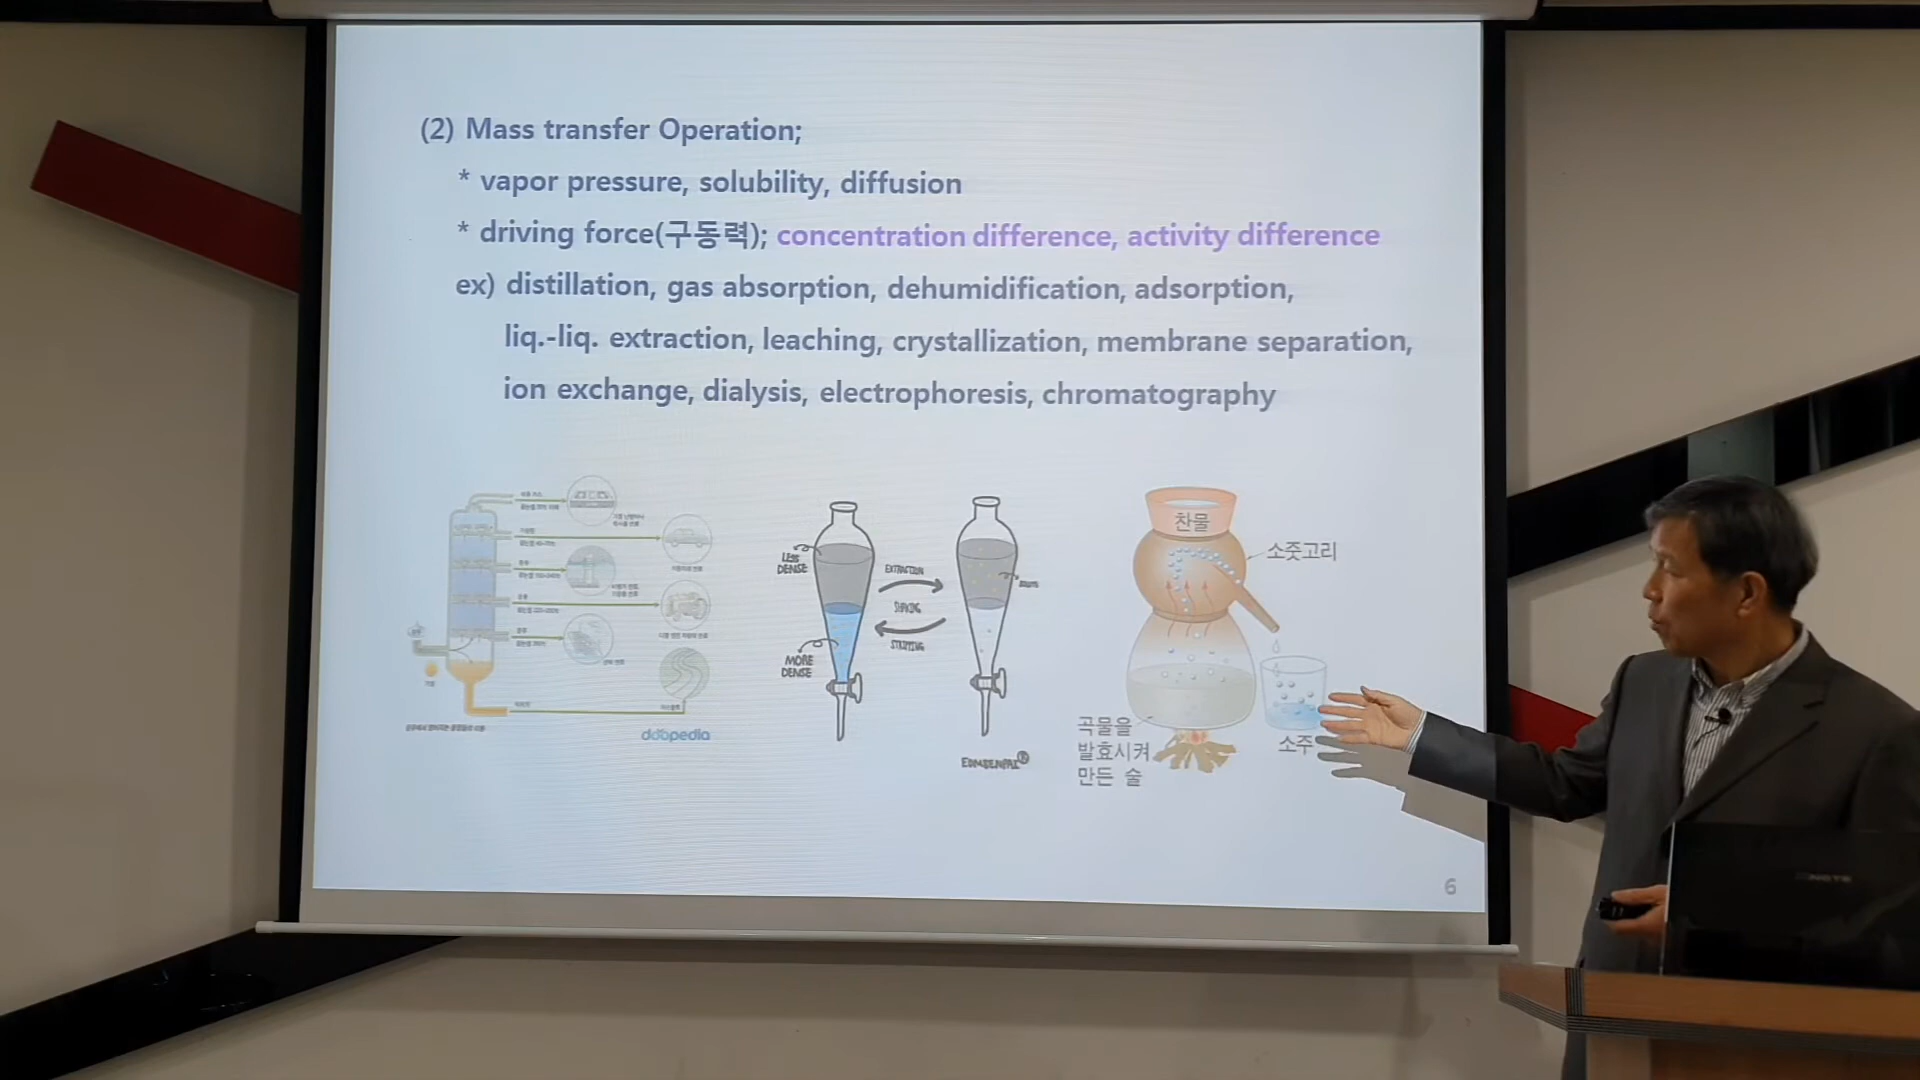 (2) Mass transfer Operation;
* vapor pressure, solubility, diffusion
* driving force(구동력); concentration difference, activity difference
ex) distillation, gas absorption, dehumidification, adsorption,
liq.-liq. extraction, leaching, crystallization, membrane separation,
ion exchange, dialysis, electrophoresis, chromatography
LESS
DENSE
MORE
DENSE
EXTRACTION
STRIPPING
찬물
소줏고리
곡물을
발효시켜
만든 술
소주
6